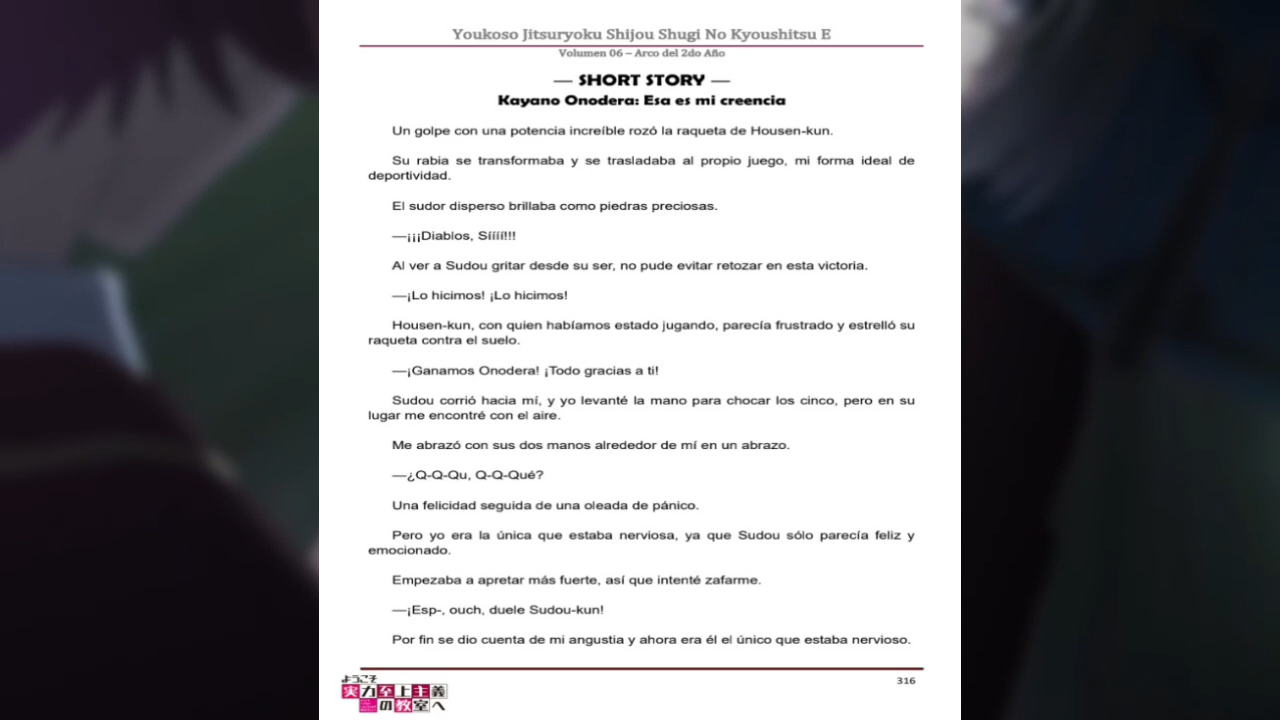 Youkoso Jitsuryoku Shijou Shugi No Kyoushitsu E
Volumen 06 – Arco del 2do Año
— SHORT STORY —
Kayano Onodera: Esa es mi creencia
Un golpe con una potencia increíble rozó la raqueta de Housen-kun.
Su rabia se transformaba y se trasladaba al propio juego, mi forma ideal de
deportividad.
El sudor disperso brillaba como piedras preciosas.
—¡¡¡Diablos, Síííí!!!
Al ver a Sudou gritar desde su ser, no pude evitar retozar en esta victoria.
—¡Lo hicimos! ¡Lo hicimos!
Housen-kun, con quien habíamos estado jugando, parecía frustrado y estrelló su
raqueta contra el suelo.
—¡Ganamos Onodera! ¡Todo gracias a ti!
Sudou corrió hacia mí, y yo levanté la mano para chocar los cinco, pero en su
lugar me encontré con el aire.
Me abrazó con sus dos manos alrededor de mí en un abrazo.
—¿Q-Q-Qu, Q-Q-Qué?
Una felicidad seguida de una oleada de pánico.
Pero yo era la única que estaba nerviosa, ya que Sudou sólo parecía feliz y
emocionado.
Empezaba a apretar más fuerte, así que intenté zafarme.
—¡Esp-, ouch, duele Sudou-kun!
Por fin se dio cuenta de mi angustia y ahora era él el único que estaba nervioso.
316
ようこそ
実力至上主義
の教室へ